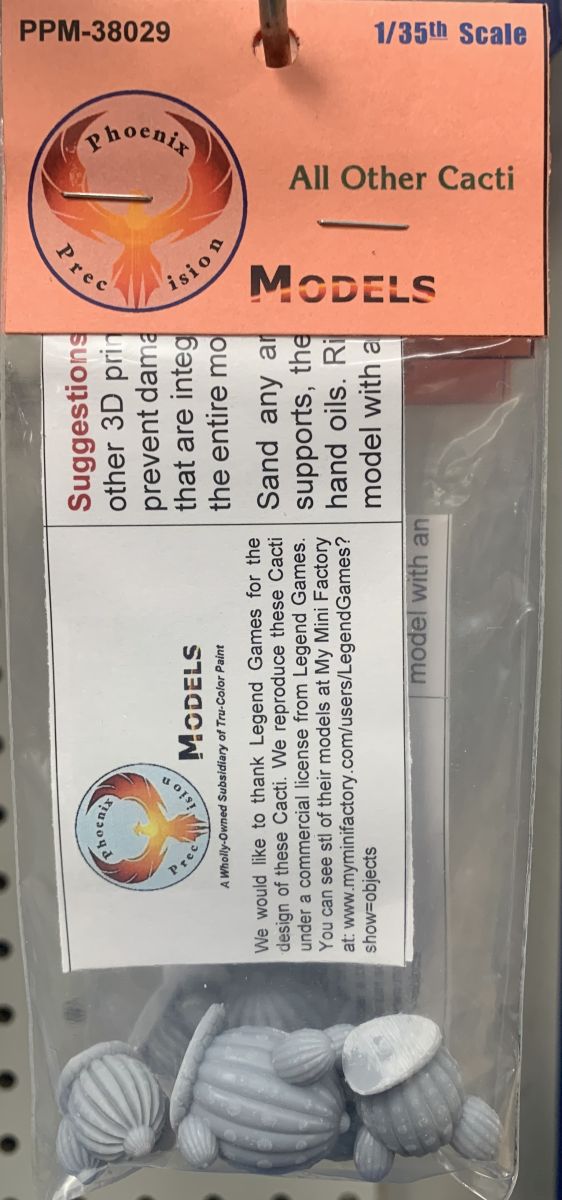 PPM-38029
1/35th Scale
Phoenix
Precision
All Other Cacti
MODELS
Suggestions
other 3D prin
prevent dama
that are integ
the entire mo
Sand any ar
supports, the
hand oils. Ri
model with a
Phoenix
Precision
MODELS
A Wholly-Owned Subsidiary of Tru-Color Paint
We would like to thank Legend Games for the
design of these Cacti. We reproduce these Cacti
under a commercial license from Legend Games.
You can see stl of their models at My Mini Factory
at: www.myminifactory.com/users/LegendGames?
show=objects
model with an